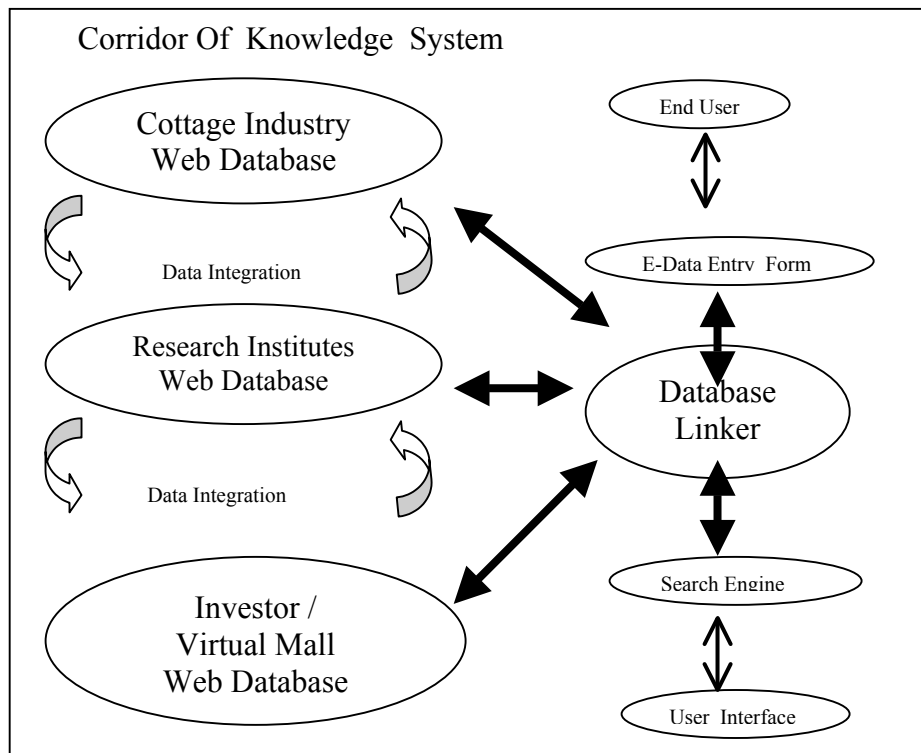 Corridor Of Knowledge System
Cottage Industry
Web Database
Data Integration
Research Institutes
Web Database
Data Integration
Investor /
Virtual Mall
Web Database
End User
E-Data Entry Form
Database
Linker
Search Engine
User Interface